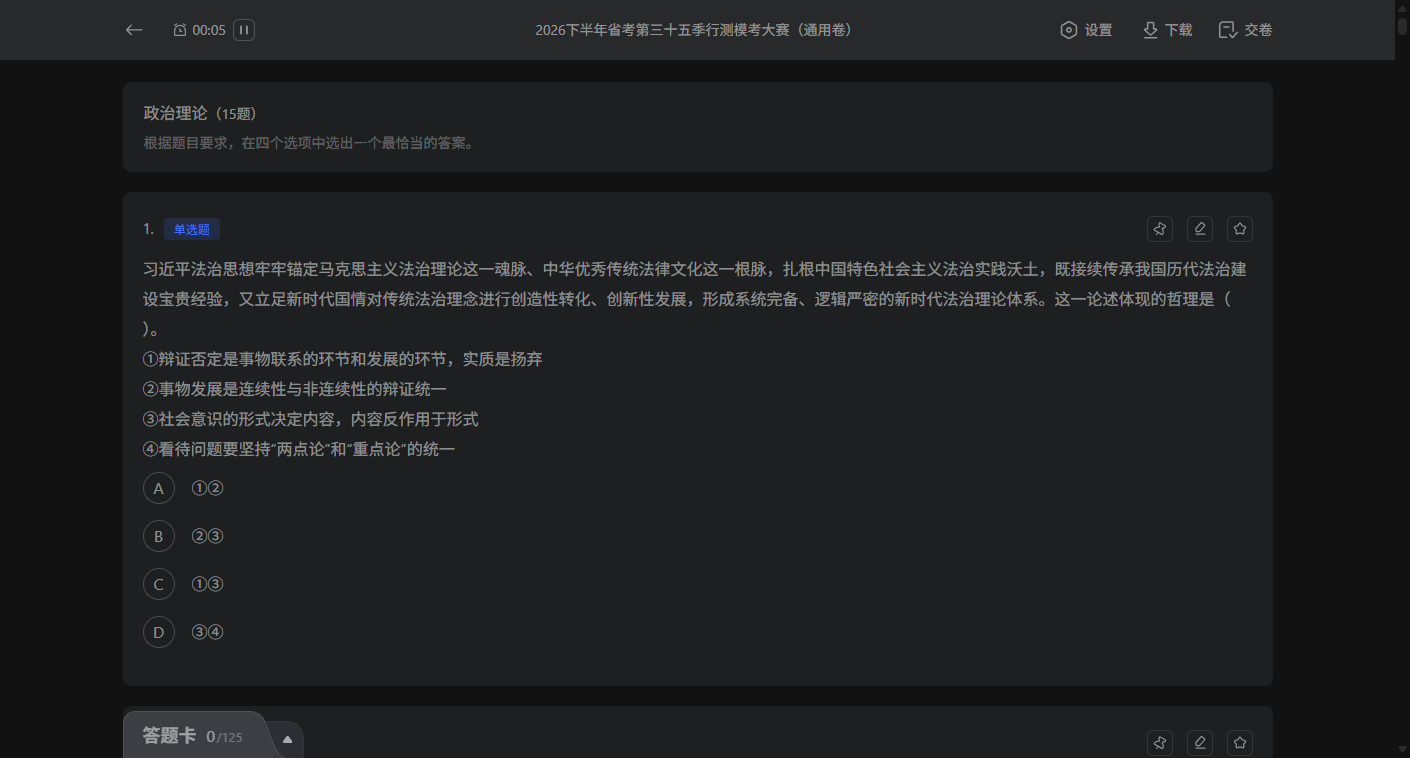 00:05
2026下半年省考第三十五季行测模考大赛（通用卷）
设置
下载
交卷
政治理论（15题）
根据题目要求，在四个选项中选出一个最恰当的答案。
1. 单选题
习近平法治思想牢牢锚定马克思主义法治理论这一魂脉、中华优秀传统法律文化这一根脉，扎根中国特色社会主义法治实践沃土，既接续传承我国历代法治建
设宝贵经验，又立足新时代国情对传统法治理念进行创造性转化、创新性发展，形成系统完备、逻辑严密的新时代法治理论体系。这一论述体现的哲理是（
）。
①辩证否定是事物联系的环节和发展的环节，实质是扬弃
②事物发展是连续性与非连续性的辩证统一
③社会意识的形式决定内容，内容反作用于形式
④看待问题要坚持“两点论”和“重点论”的统一
A ①②
B ②③
C ①③
D ③④
答题卡 0/125